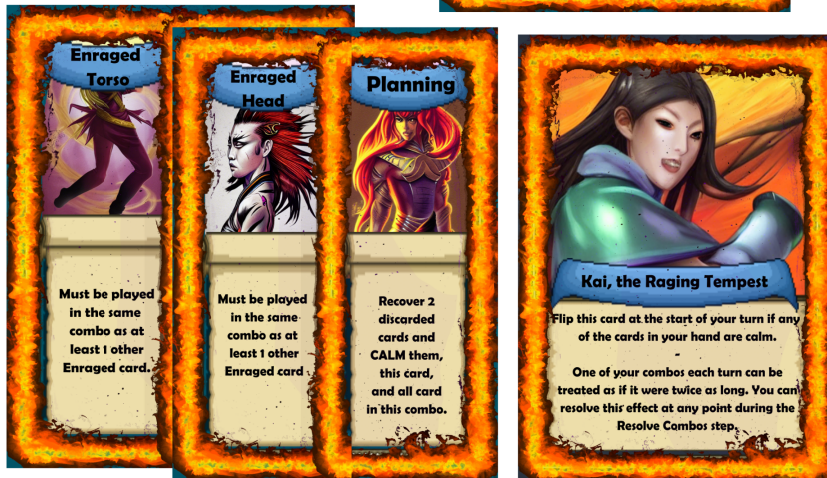 Enraged
Torso
Must be played
in the same
combo as at
least 1 other
Enraged card.
Enraged
Head
Must be played
in the same
combo as at
least 1 other
Enraged card
Planning
Recover 2
discarded
cards and
CALM them,
this card,
and all card
in this combo.
Kai, the Raging Tempest
Flip this card at the start of your turn if any
of the cards in your hand are calm.
-
One of your combos each turn can be
treated as if it were twice as long. You can
resolve this effect at any point during the
Resolve Combos step.